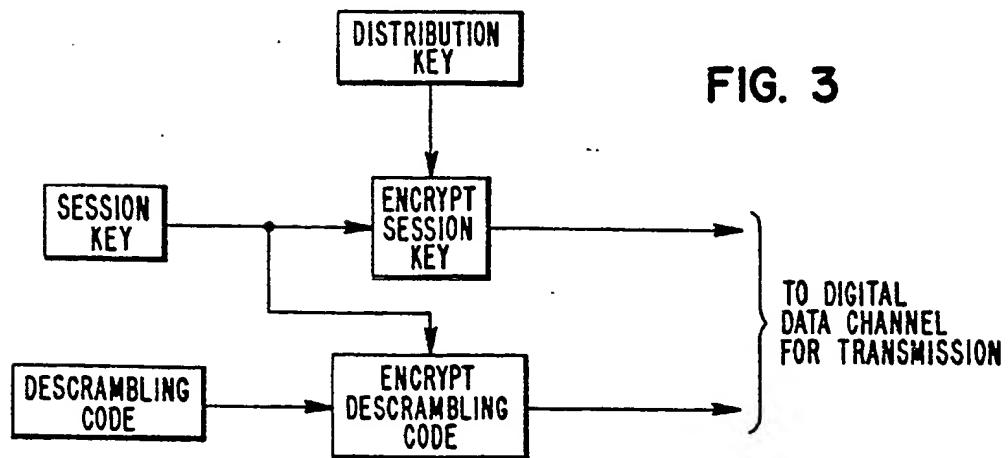 DISTRIBUTION
KEY
FIG. 3
SESSION
KEY
ENCRYPT
SESSION
KEY
TO DIGITAL
DATA CHANNEL
FOR TRANSMISSION
DESCRAMBLING
CODE
ENCRYPT
DESCRAMBLING
CODE